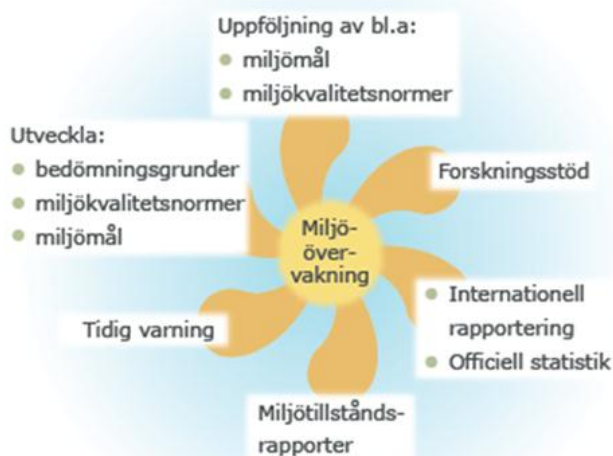 Uppföljning av bl.a:
miljömål
miljökvalitetsnormer
Utveckla:
bedömningsgrunder
miljökvalitetsnormer
miljömål
Forskningsstöd
Miljö-
över-
vakning
Internationell
rapportering
Officiell statistik
Tidig varning
Miljötillstånds-
rapporter